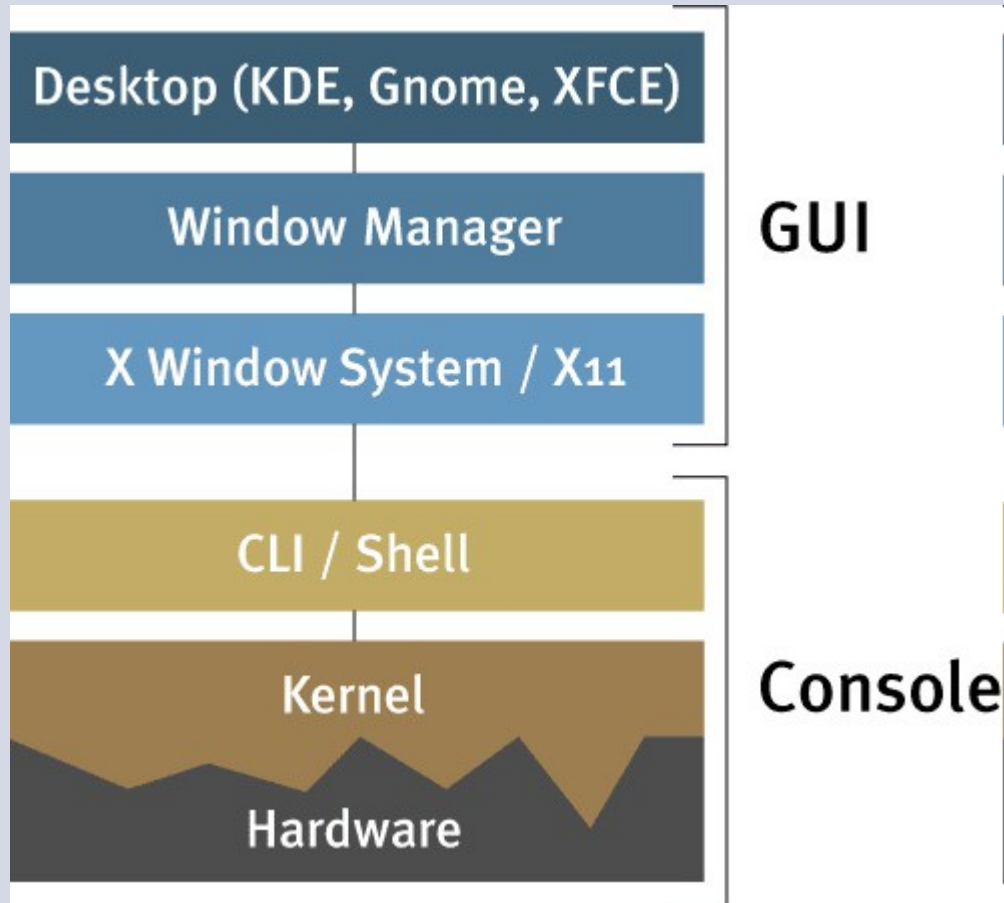 Desktop (KDE, Gnome, XFCE)
Window Manager
GUI
X Window System / X11
CLI / Shell
Kernel
Console
Hardware